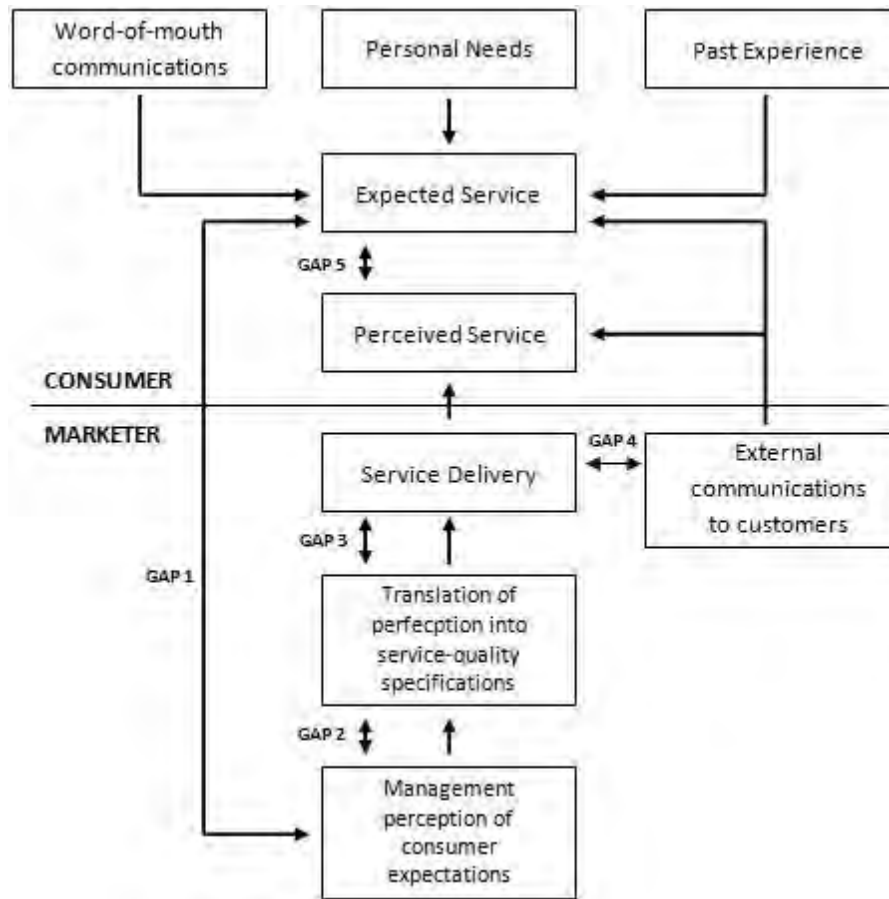 Word-of-mouth
communications
Personal Needs
Past Experience
Expected Service
GAP 5
Perceived Service
CONSUMER
MARKETER
Service Delivery
GAP 4
External
communications
to customers
GAP 3
GAP 1
Translation of
perfecption into
service-quality
specifications
GAP 2
Management
perception of
consumer
expectations